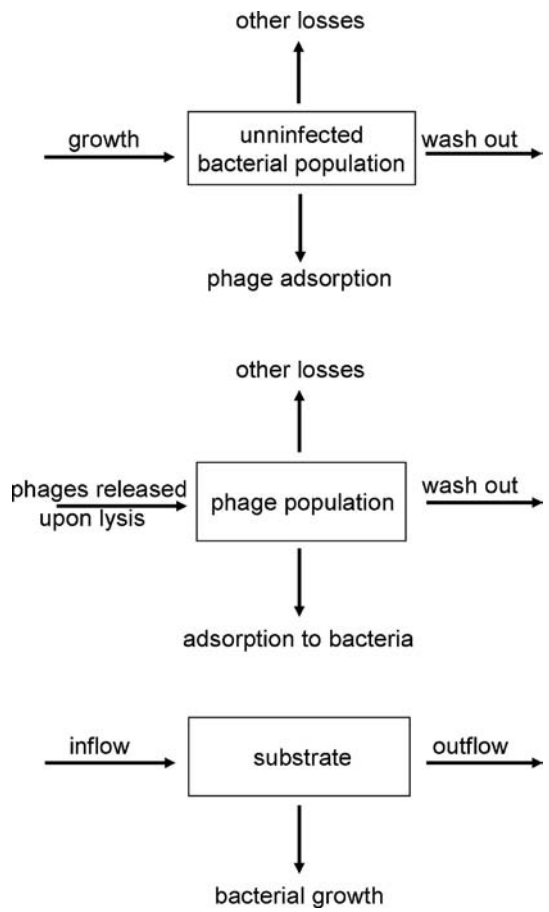 other losses
growth
unninfected
bacterial population
wash out
phage adsorption
other losses
phages released
upon lysis
phage population
wash out
adsorption to bacteria
inflow
substrate
outflow
bacterial growth